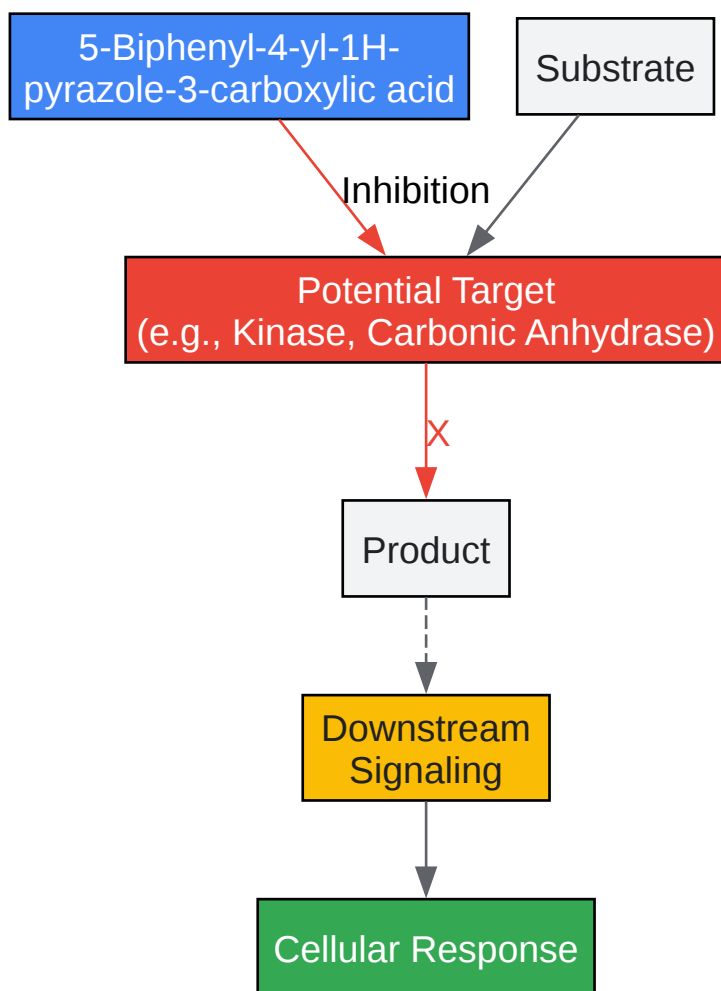 5-Biphenyl-4-yl-1H-
pyrazole-3-carboxylic acid
Substrate
Inhibition
Potential Target
(e.g., Kinase, Carbonic Anhydrase)
X
Product
Downstream
Signaling
Cellular Response